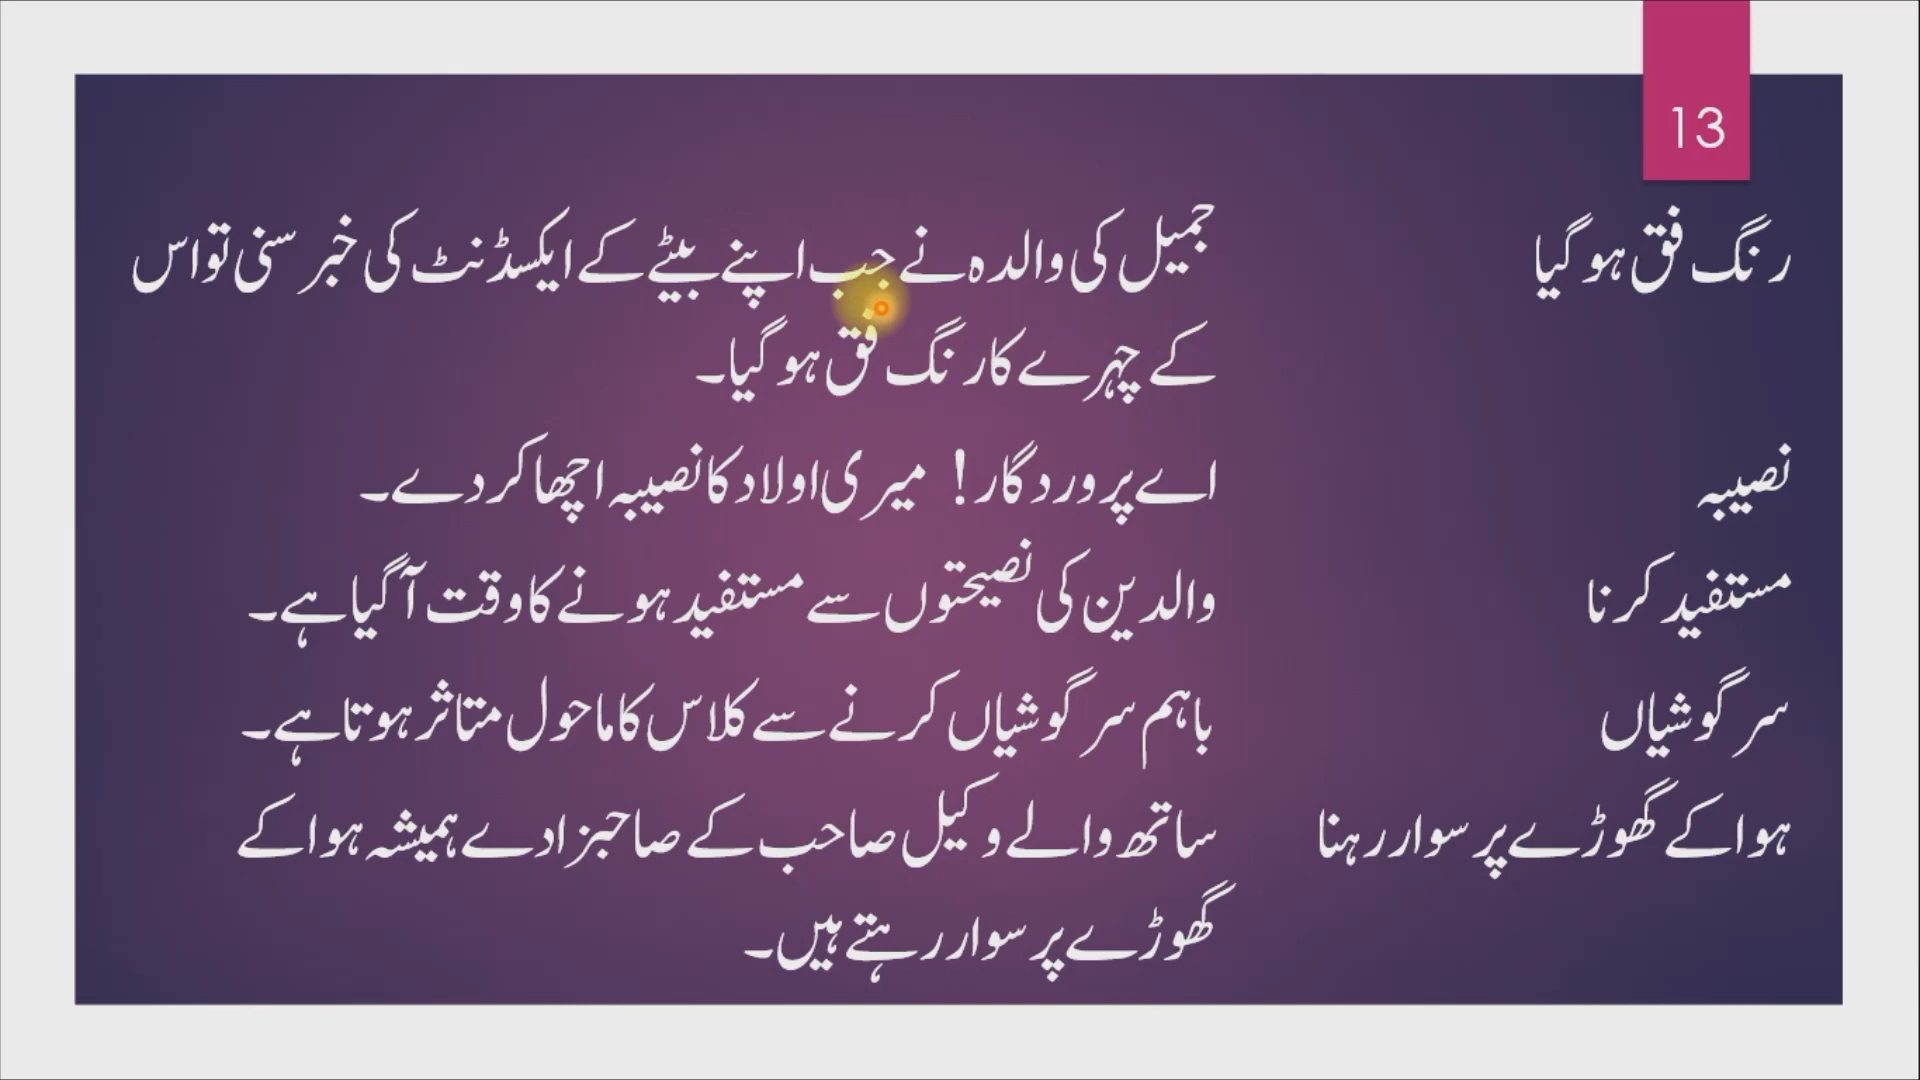 13
رنگ فق ہو گیا جمیل کی والدہ نے جب اپنے بیٹے کے ایکسڈنٹ کی خبر سنی تو اس
کے چہرے کا رنگ فق ہو گیا۔
نصیبہ اے پروردگار! میری اولاد کا نصیبہ اچھا کر دے۔
مستفید کرنا والدین کی نصیحتوں سے مستفید ہونے کا وقت آ گیا ہے۔
سرگوشیاں باہم سرگوشیاں کرنے سے کلاس کا ماحول متاثر ہوتا ہے۔
ہوا کے گھوڑے پر سوار رہنا ساتھ والے وکیل صاحب کے صاحبزادے ہمیشہ ہوا کے
گھوڑے پر سوار رہتے ہیں۔